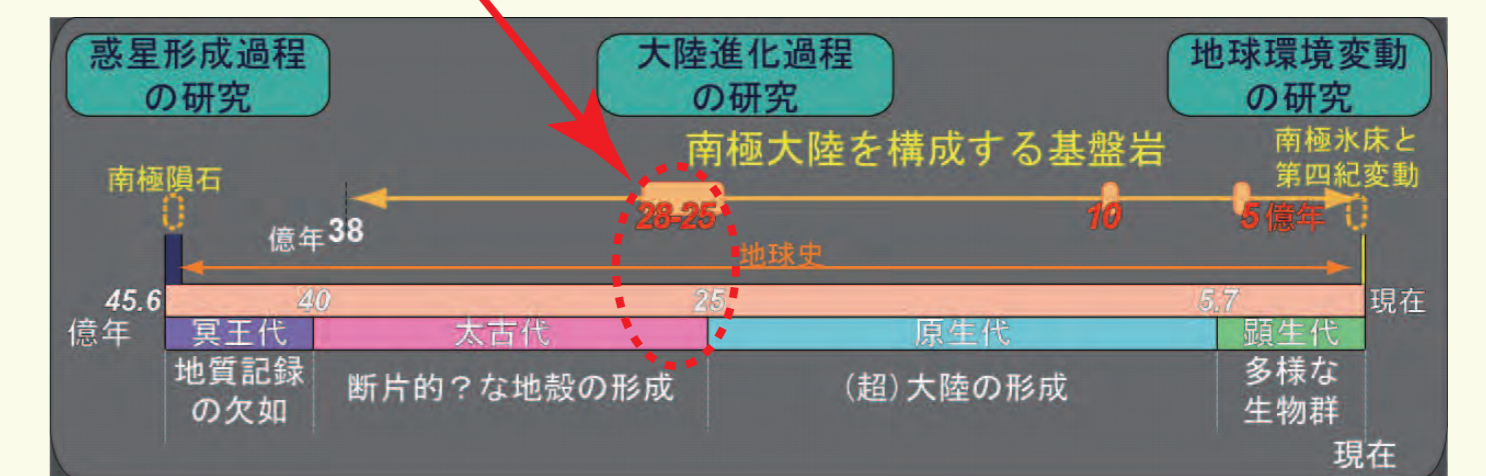 惑星形成過程
の研究
大陸進化過程
の研究
地球環境変動
の研究
南極大陸を構成する基盤岩
南極氷床と
第四紀変動
南極隕石
億年38
28-25
10
5億年
地球史
45.6
億年
40
25
5.7
現在
冥王代
太古代
原生代
顕生代
地質記録
の欠如
断片的?な地殻の形成
(超)大陸の形成
多様な
生物群
現在